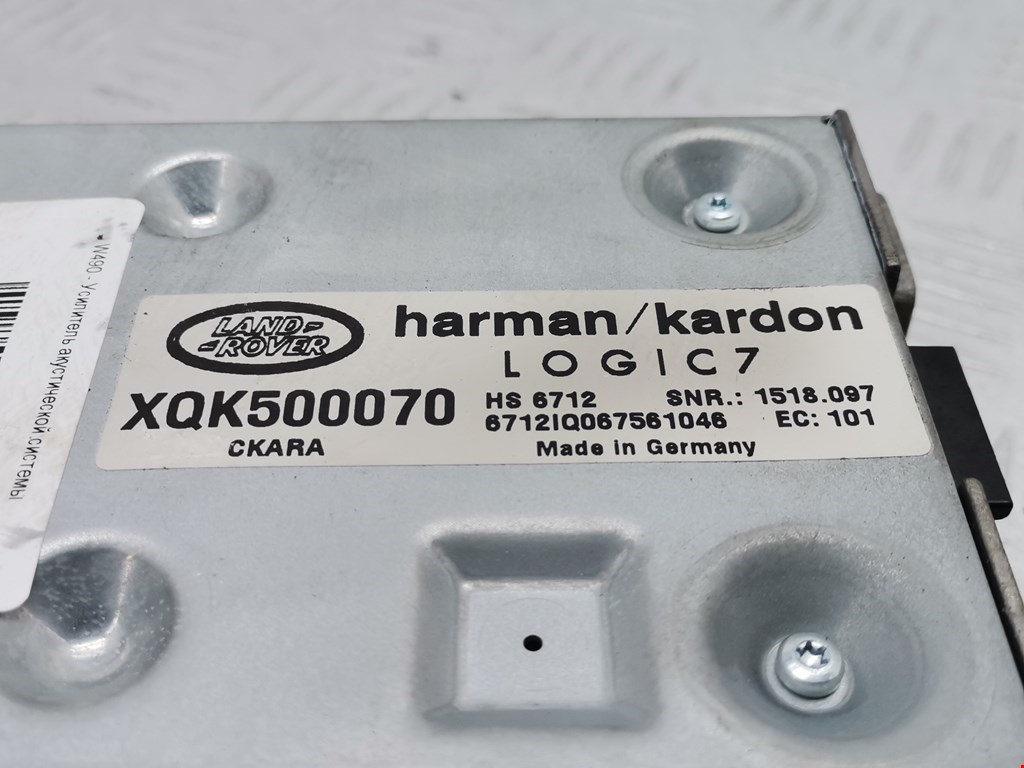 W490 - Усилитель акустической системы
LAND-
-ROVER
harman/kardon
LOGIC7
XQK500070
HS 6712 SNR.: 1518.097
6712IQ067561046 EC: 101
CKARA
Made in Germany